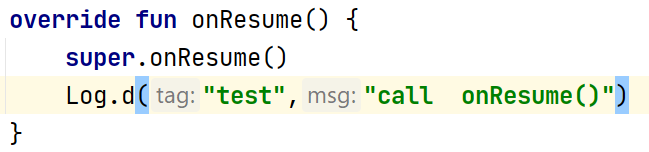 override fun onResume() {
    super.onResume()
    Log.d( tag: "test", msg: "call  onResume()")
}